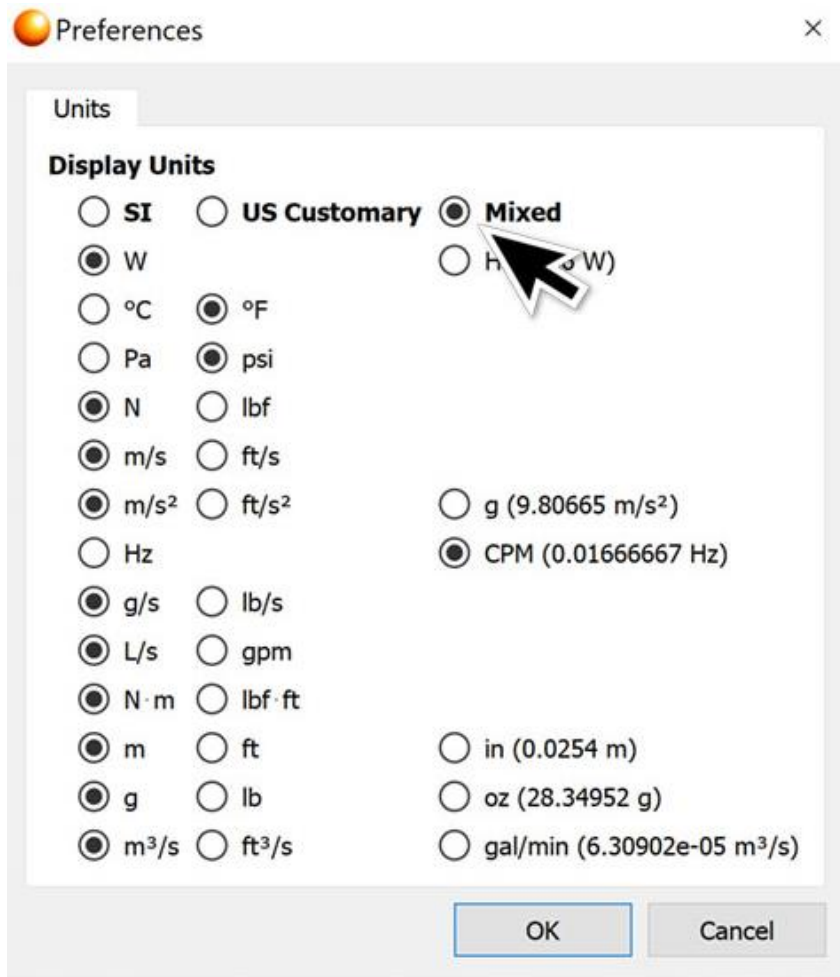 Preferences
Units
Display Units
SI US Customary Mixed
W W)
ºC ºF
Pa psi
N lbf
m/s ft/s
m/s² ft/s² g (9.80665 m/s²)
Hz CPM (0.01666667 Hz)
g/s lb/s
L/s gpm
N·m lbf·ft
m ft in (0.0254 m)
g lb oz (28.34952 g)
m³/s ft³/s gal/min (6.30902e-05 m³/s)
OK Cancel